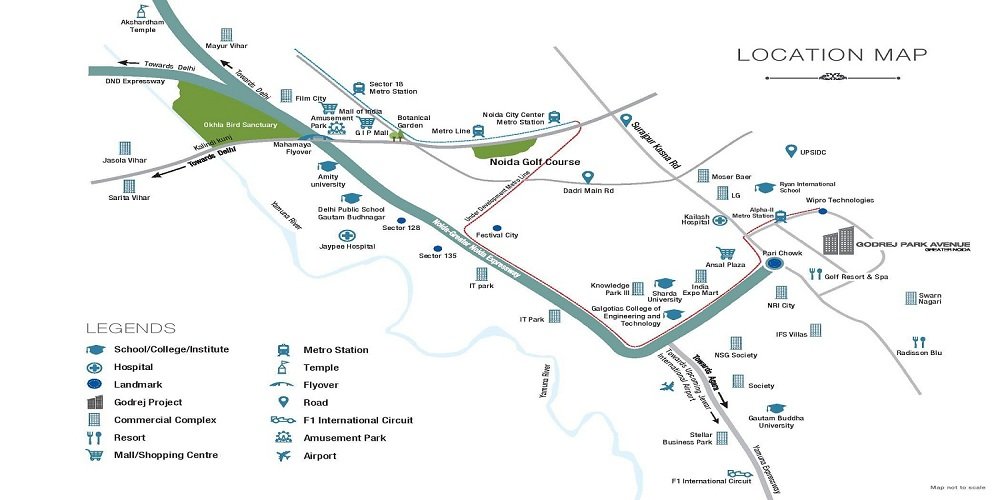 Akshardham
Temple
Mayur Vihar
LOCATION MAP
Towards Delhi
Towards Delhi
DND Expressway
Sector 18
Metro Station
Film City
Mall of India
Amusement
Park
G I P Mall
Botanical
Garden
Okhla Bird Sanctuary
Metro Line
Noida City Center
Metro Station
Surajpur Kasna Rd
Kalindi kunj
Towards Delhi
Mahamaya
Flyover
Jasola Vihar
Noida Golf Course
UPSIDC
Sarita Vihar
Amity
university
Dadri Main Rd
Moser Baer
LG
Ryan International
School
Under Development Metro Line
Yamuna River
Delhi Public School
Gautam Budhnagar
Sector 128
Kailash
Hospital
Alpha-II
Metro Station
Wipro Technologies
Noida-Greater Noida Expressway
Festival City
Jaypee Hospital
Sector 135
Pari Chowk
GODREJ PARK AVENUE
GREATER NOIDA
Ansal Plaza
IT park
Golf Resort & Spa
Knowledge
Park III
Sharda
University
India
Expo Mart
NRI City
Swarn
Nagari
Galgotias College of
Engineering and
Technology
IT Park
IFS Villas
NSG Society
Radisson Blu
Towards Upcoming Jewar
International Airport
Towards Agra
Society
Yamuna River
Gautam Buddha
University
Stellar
Business Park
Yamuna Expressway
F1 International Circuit
LEGENDS
School/College/Institute
Hospital
Landmark
Godrej Project
Commercial Complex
Resort
Mall/Shopping Centre
Metro Station
Temple
Flyover
Road
F1 International Circuit
Amusement Park
Airport
Map not to scale